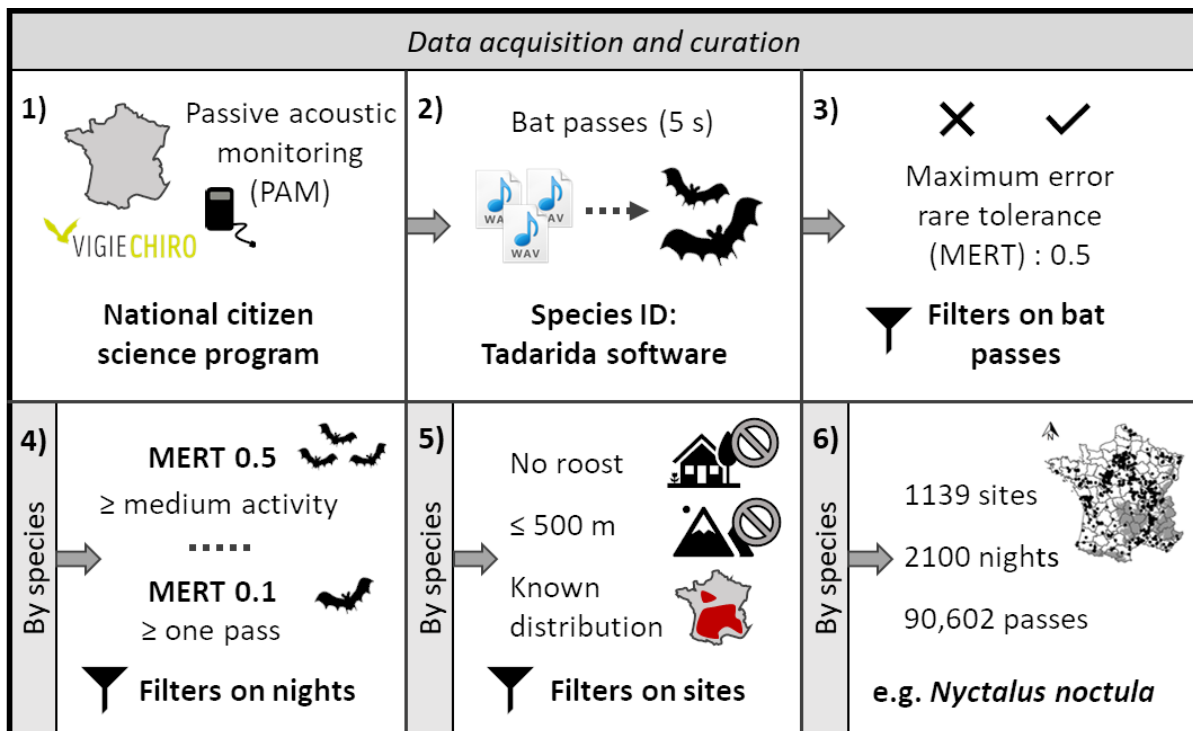 Data acquisition and curation
1)
Passive acoustic
monitoring
(PAM)
VIGIECHIRO
National citizen
science program
2)
Bat passes (5 s)
WAV
WAV
WAV
Species ID:
Tadarida software
3)
Maximum error
rare tolerance
(MERT) : 0.5
Filters on bat
passes
By species
4)
MERT 0.5
≥ medium activity
MERT 0.1
≥ one pass
Filters on nights
By species
5)
No roost
≤ 500 m
Known
distribution
Filters on sites
By species
6)
N
1139 sites
2100 nights
90,602 passes
e.g. Nyctalus noctula